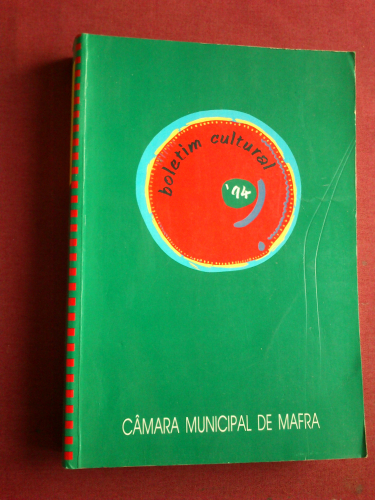 boletim cultural
'94
CÂMARA MUNICIPAL DE MAFRA